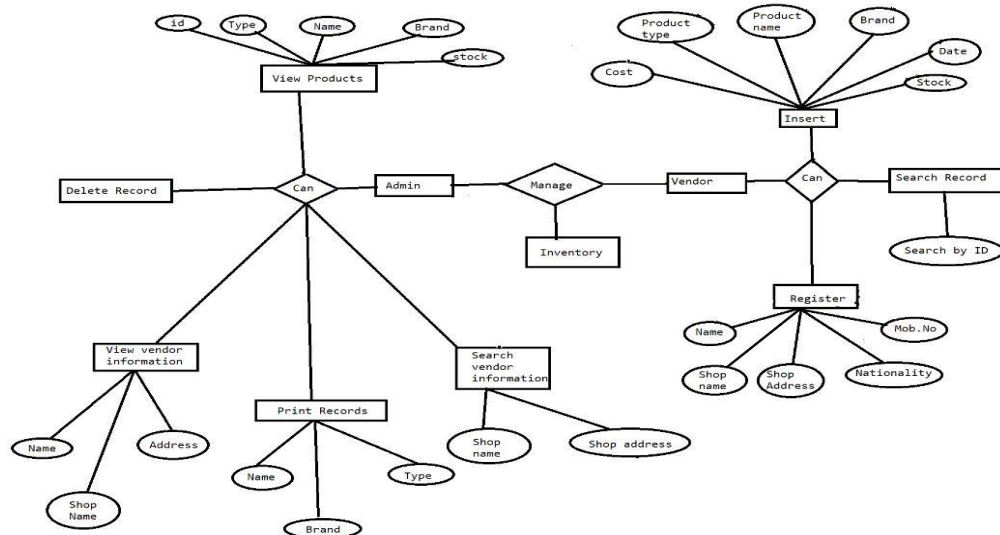 id
Type
Name
Brand
stock
View Products
Product
type
Product
name
Brand
Date
Cost
Stock
Insert
Delete Record
Can
Admin
Manage
Vendor
Can
Search Record
Inventory
Search by ID
Register
Name
Mob.No
Shop
name
Shop
Address
Nationality
View vendor
information
Search
vendor
information
Print Records
Name
Address
Shop
Name
Name
Type
Brand
Shop
name
Shop address